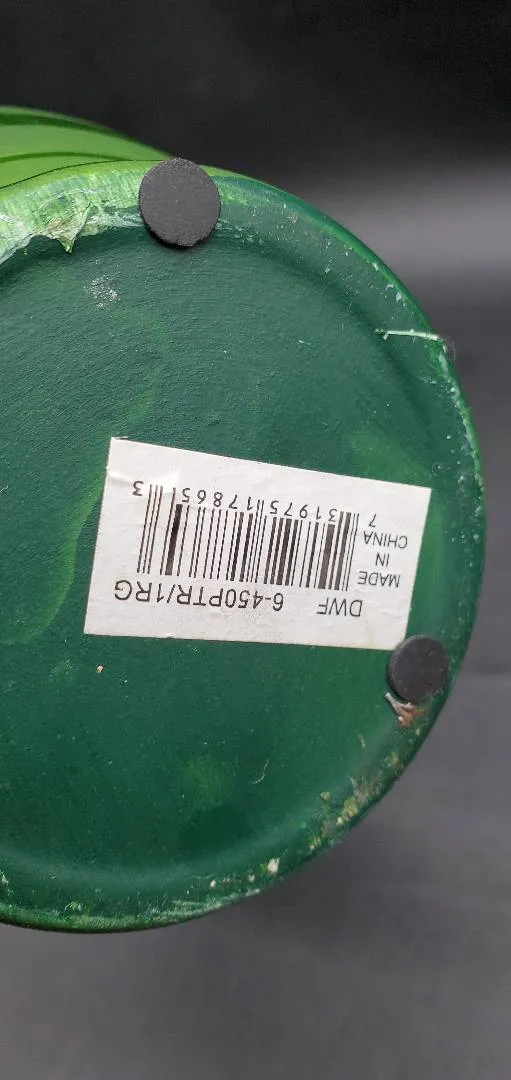 DWF 6-450PTR/1RG
MADE
IN
CHINA
7 31975 17865 3